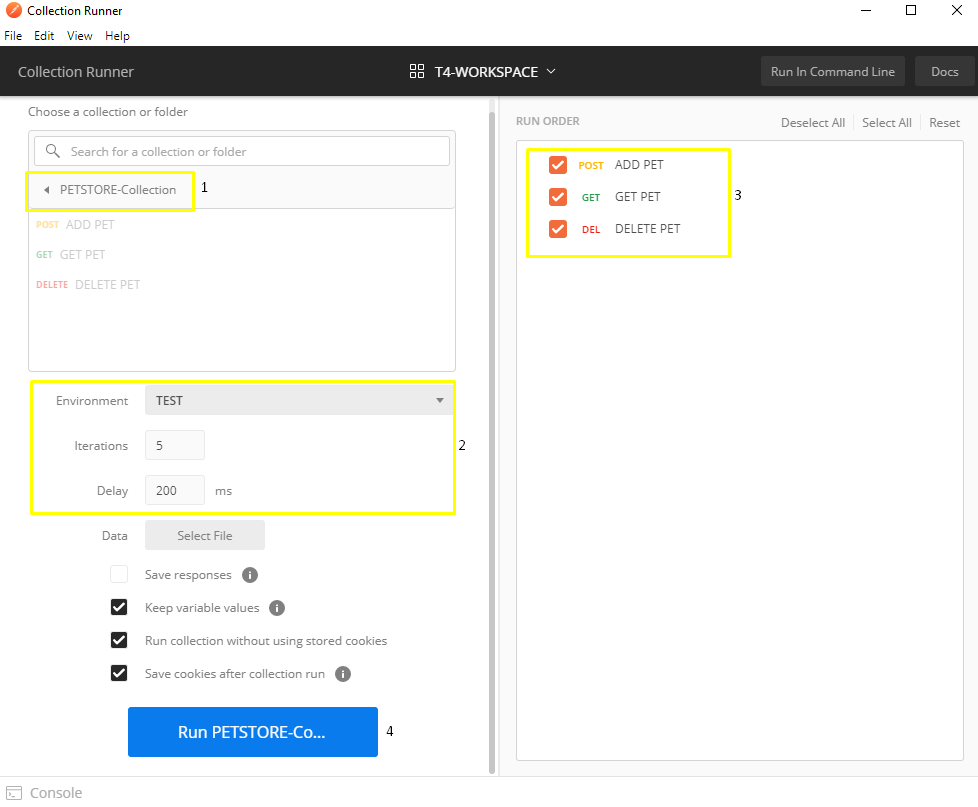 Collection Runner
File Edit View Help
Collection Runner
T4-WORKSPACE
Run In Command Line
Docs
Choose a collection or folder
Search for a collection or folder
PETSTORE-Collection
1
POST ADD PET
GET GET PET
DELETE DELETE PET
Environment TEST
Iterations 5
2
Delay 200 ms
Data Select File
Save responses
Keep variable values
Run collection without using stored cookies
Save cookies after collection run
Run PETSTORE-Co...
4
RUN ORDER
Deselect All Select All Reset
POST ADD PET
GET GET PET
3
DEL DELETE PET
Console